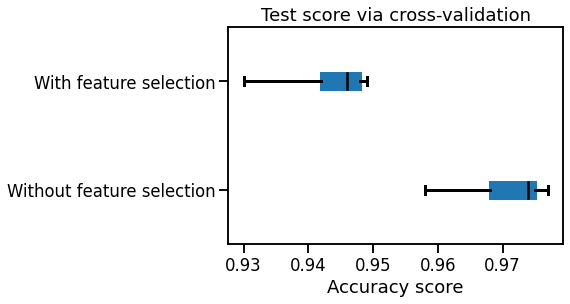 Test score via cross-validation
With feature selection
Without feature selection
0.93 0.94 0.95 0.96 0.97
Accuracy score